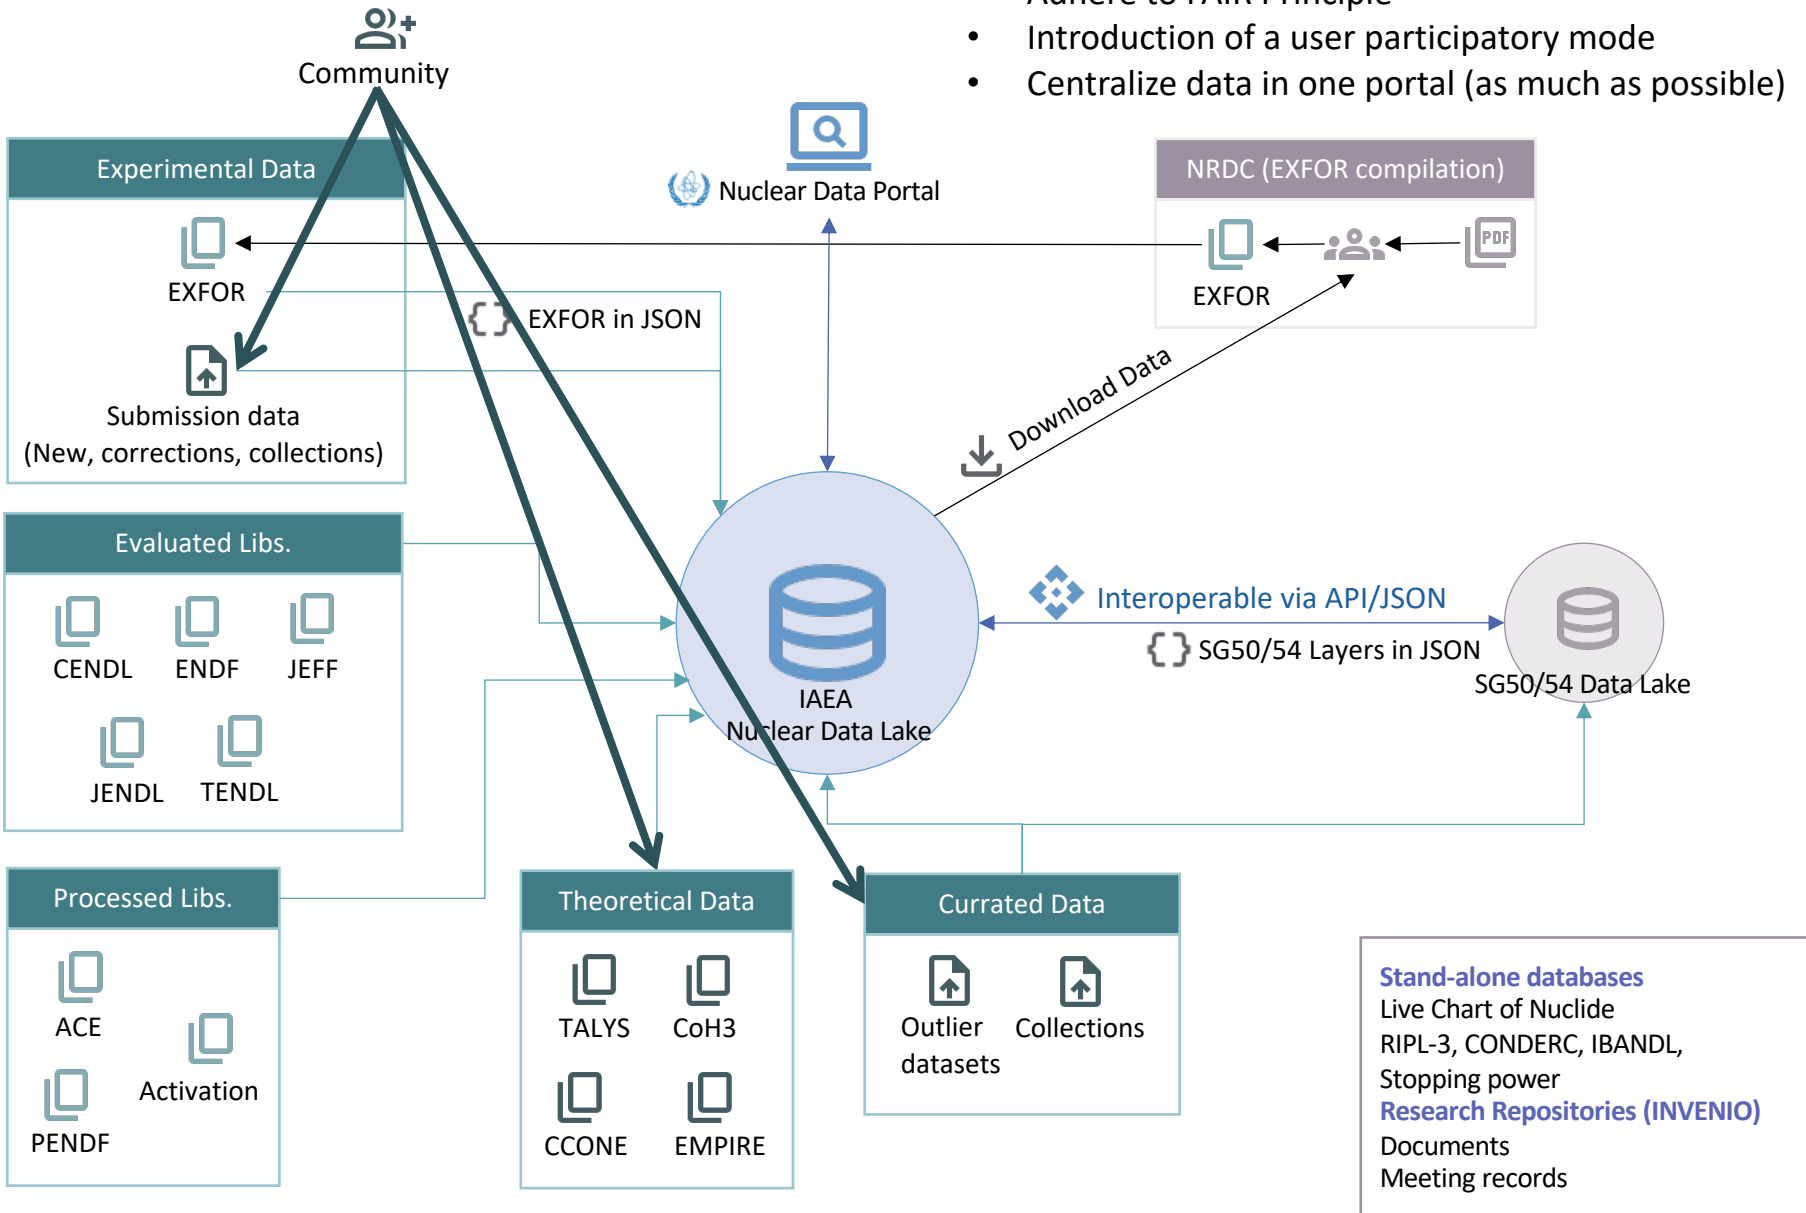 Adhere to FAIR Principle
• Introduction of a user participatory mode
• Centralize data in one portal (as much as possible)
Community
Experimental Data
EXFOR
Submission data
(New, corrections, collections)
{ } EXFOR in JSON
Nuclear Data Portal
NRDC (EXFOR compilation)
EXFOR
PDF
Download Data
Evaluated Libs.
CENDL
ENDF
JEFF
JENDL
TENDL
IAEA
Nuclear Data Lake
Interoperable via API/JSON
{ } SG50/54 Layers in JSON
SG50/54 Data Lake
Processed Libs.
ACE
Activation
PENDF
Theoretical Data
TALYS
CoH3
CCONE
EMPIRE
Currated Data
Outlier
datasets
Collections
Stand-alone databases
Live Chart of Nuclide
RIPL-3, CONDERC, IBANDL,
Stopping power
Research Repositories (INVENIO)
Documents
Meeting records